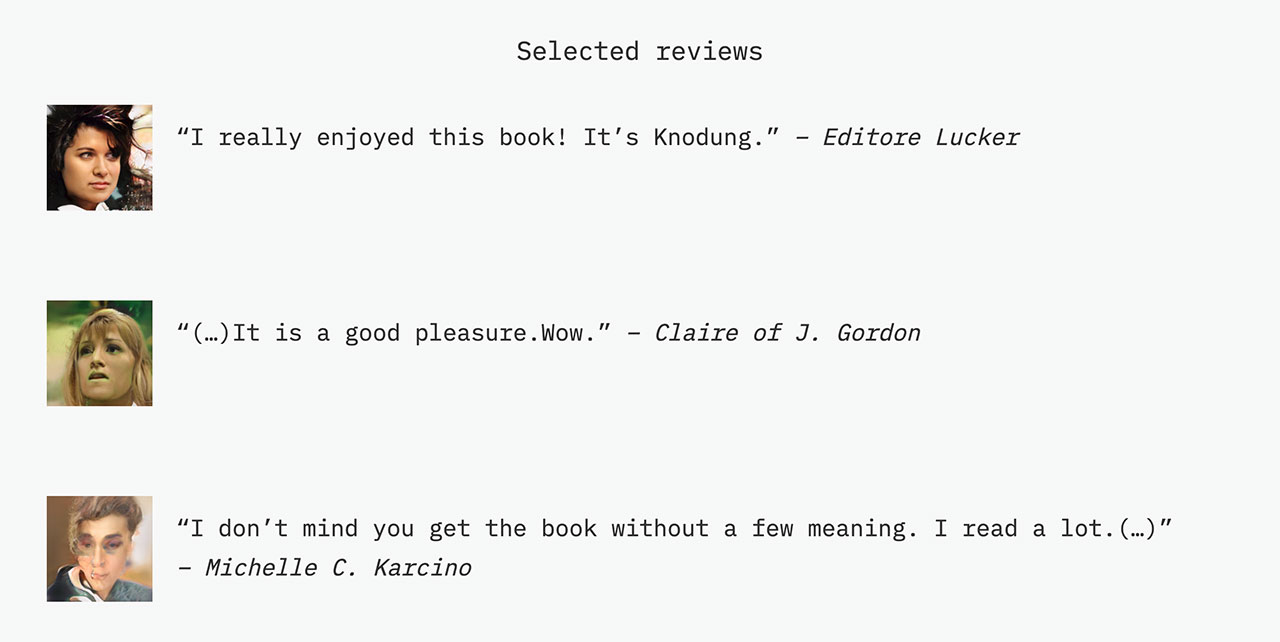 Selected reviews
“I really enjoyed this book! It’s Knodung.” – Editore Lucker
“(…)It is a good pleasure.Wow.” – Claire of J. Gordon
“I don’t mind you get the book without a few meaning. I read a lot.(…)”
– Michelle C. Karcino